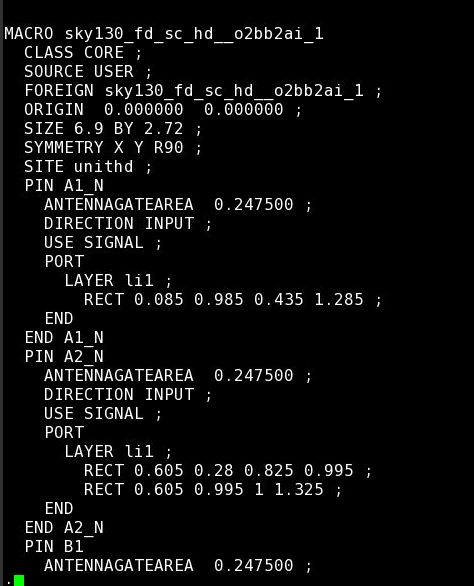 MACRO sky130_fd_sc_hd__o2bb2ai_1
  CLASS CORE ;
  SOURCE USER ;
  FOREIGN sky130_fd_sc_hd__o2bb2ai_1 ;
  ORIGIN  0.000000  0.000000 ;
  SIZE 6.9 BY 2.72 ;
  SYMMETRY X Y R90 ;
  SITE unithd ;
  PIN A1_N
    ANTENNAGATEAREA  0.247500 ;
    DIRECTION INPUT ;
    USE SIGNAL ;
    PORT
      LAYER li1 ;
        RECT 0.085 0.985 0.435 1.285 ;
    END
  END A1_N
  PIN A2_N
    ANTENNAGATEAREA  0.247500 ;
    DIRECTION INPUT ;
    USE SIGNAL ;
    PORT
      LAYER li1 ;
        RECT 0.605 0.28 0.825 0.995 ;
        RECT 0.605 0.995 1 1.325 ;
    END
  END A2_N
  PIN B1
    ANTENNAGATEAREA  0.247500 ;